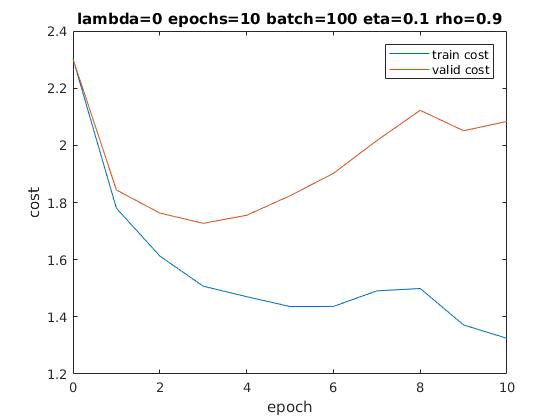 lambda=0 epochs=10 batch=100 eta=0.1 rho=0.9
train cost
valid cost
2.4
2.2
2
1.8
1.6
1.4
1.2
cost
0 2 4 6 8 10
epoch